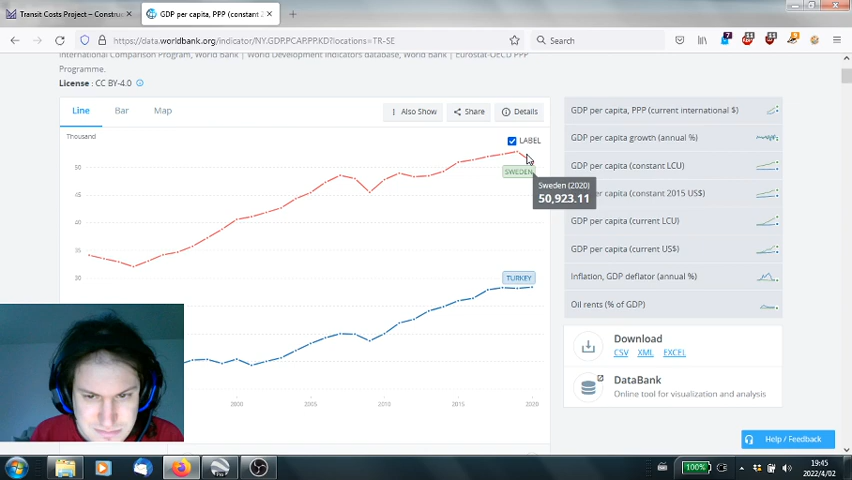 Transit Costs Project – Construc
GDP per capita, PPP (constant 2
https://data.worldbank.org/indicator/NY.GDP.PCAP.PP.KD?locations=TR-SE
Search
International Comparison Program, World Bank | World Development Indicators database, World Bank | Eurostat-OECD PPP
Programme.
License : CC BY-4.0
Line
Bar
Map
Also Show
Share
Details
Thousand
LABEL
50
SWEDEN
Sweden (2020)
50,923.11
45
40
35
30
TURKEY
2000
2005
2010
2015
2020
GDP per capita, PPP (current international $)
GDP per capita growth (annual %)
GDP per capita (constant LCU)
per capita (constant 2015 US$)
GDP per capita (current LCU)
GDP per capita (current US$)
Inflation, GDP deflator (annual %)
Oil rents (% of GDP)
Download
CSV XML EXCEL
DataBank
Online tool for visualization and analysis
Help / Feedback
100%
19:45
2022/4/02